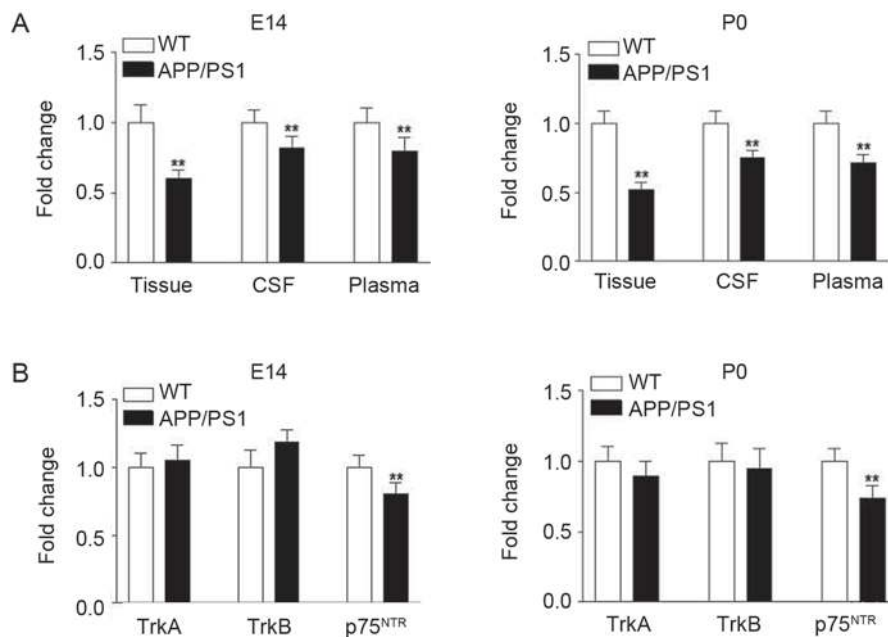 A
E14
WT
APP/PS1
Fold change
1.5
1.0
0.5
0.0
**
**
**
Tissue CSF Plasma
P0
WT
APP/PS1
Fold change
1.5
1.0
0.5
0.0
**
**
**
Tissue CSF Plasma
B
E14
WT
APP/PS1
Fold change
1.5
1.0
0.5
0.0
**
TrkA TrkB p75NTR
P0
WT
APP/PS1
Fold change
1.5
1.0
0.5
0.0
**
TrkA TrkB p75NTR